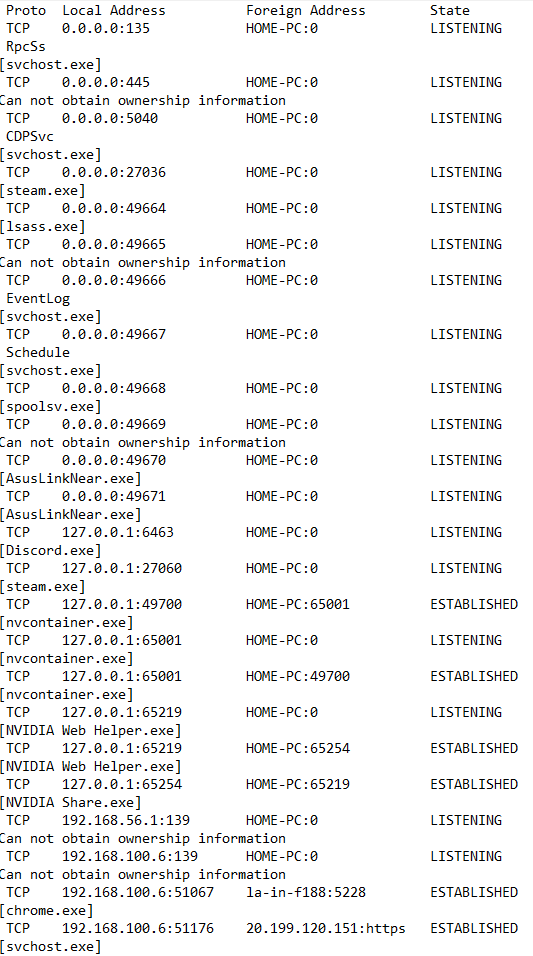 Proto  Local Address          Foreign Address        State
TCP    0.0.0.0:135            HOME-PC:0              LISTENING
RpcSs
[svchost.exe]
TCP    0.0.0.0:445            HOME-PC:0              LISTENING
Can not obtain ownership information
TCP    0.0.0.0:5040           HOME-PC:0              LISTENING
CDPSvc
[svchost.exe]
TCP    0.0.0.0:27036          HOME-PC:0              LISTENING
[steam.exe]
TCP    0.0.0.0:49664          HOME-PC:0              LISTENING
[lsass.exe]
TCP    0.0.0.0:49665          HOME-PC:0              LISTENING
Can not obtain ownership information
TCP    0.0.0.0:49666          HOME-PC:0              LISTENING
EventLog
[svchost.exe]
TCP    0.0.0.0:49667          HOME-PC:0              LISTENING
Schedule
[svchost.exe]
TCP    0.0.0.0:49668          HOME-PC:0              LISTENING
[spoolsv.exe]
TCP    0.0.0.0:49669          HOME-PC:0              LISTENING
Can not obtain ownership information
TCP    0.0.0.0:49670          HOME-PC:0              LISTENING
[AsusLinkNear.exe]
TCP    0.0.0.0:49671          HOME-PC:0              LISTENING
[AsusLinkNear.exe]
TCP    127.0.0.1:6463         HOME-PC:0              LISTENING
[Discord.exe]
TCP    127.0.0.1:27060        HOME-PC:0              LISTENING
[steam.exe]
TCP    127.0.0.1:49700        HOME-PC:65001          ESTABLISHED
[nvcontainer.exe]
TCP    127.0.0.1:65001        HOME-PC:0              LISTENING
[nvcontainer.exe]
TCP    127.0.0.1:65001        HOME-PC:49700          ESTABLISHED
[nvcontainer.exe]
TCP    127.0.0.1:65219        HOME-PC:0              LISTENING
[NVIDIA Web Helper.exe]
TCP    127.0.0.1:65219        HOME-PC:65254          ESTABLISHED
[NVIDIA Web Helper.exe]
TCP    127.0.0.1:65254        HOME-PC:65219          ESTABLISHED
[NVIDIA Share.exe]
TCP    192.168.56.1:139       HOME-PC:0              LISTENING
Can not obtain ownership information
TCP    192.168.100.6:139      HOME-PC:0              LISTENING
Can not obtain ownership information
TCP    192.168.100.6:51067    la-in-f188:5228        ESTABLISHED
[chrome.exe]
TCP    192.168.100.6:51176    20.199.120.151:https   ESTABLISHED
[svchost.exe]